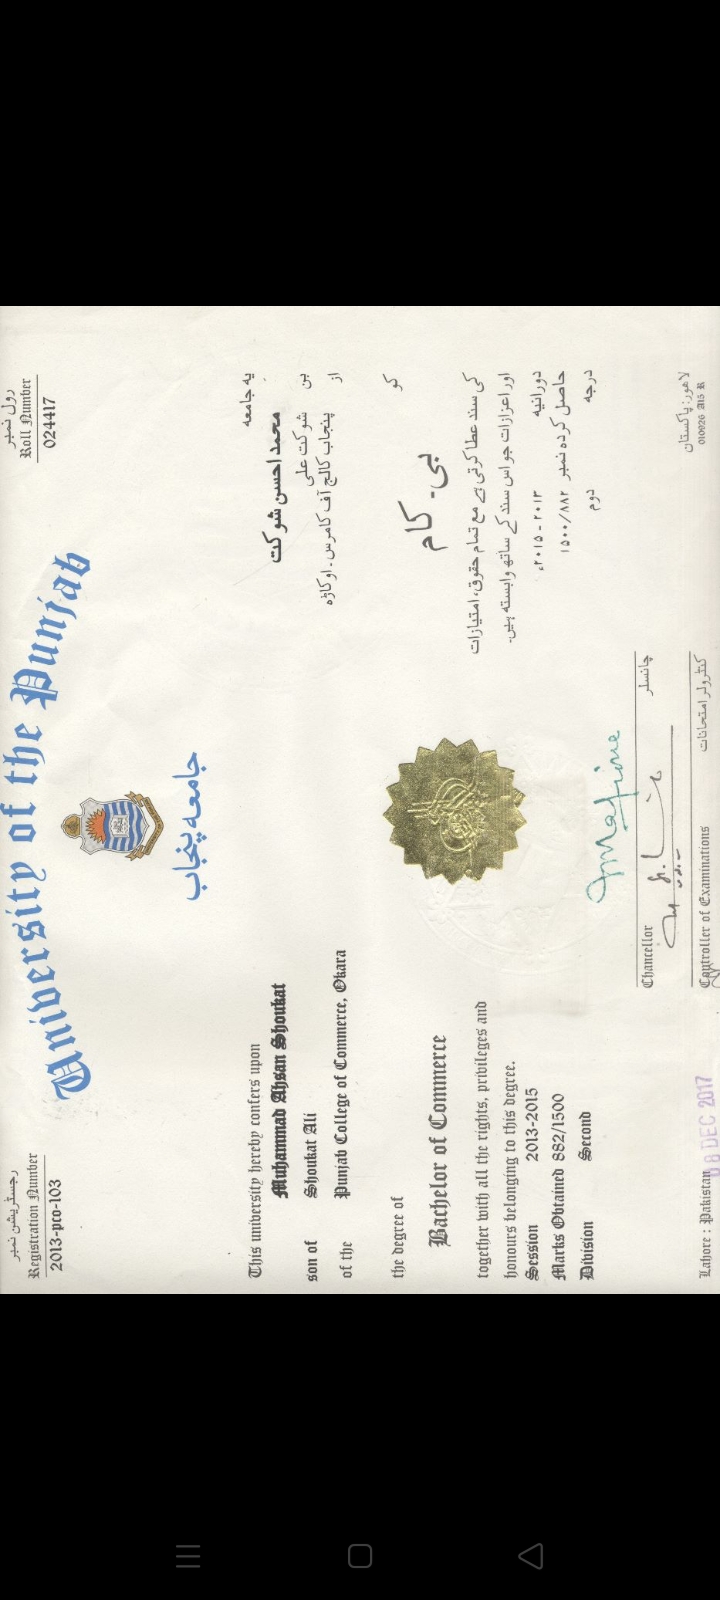 رجسٹریشن نمبر
Registration Number
2013-pco-103
رول نمبر
Roll Number
024417
University of the Punjab
جامعہ پنجاب
This university hereby confers upon
Muhammad Ahsan Shoukat
son of Shoukat Ali
of the Punjab College of Commerce, Okara
the degree of
Bachelor of Commerce
together with all the rights, privileges and
honours belonging to this degree.
Session 2013-2015
Marks Obtained 882/1500
Division Second
یہ جامعہ
محمد احسن شوکت
بن شوکت علی
از پنجاب کالج آف کامرس۔ اوکاڑہ
کو
بی۔ کام
کی سند عطا کرتی ہے مع تمام حقوق، امتیازات
اور اعزازات جو اس سند کے ساتھ وابستہ ہیں۔
دورانیہ ۲۰۱۳ - ۲۰۱۵ء
حاصل کردہ نمبر ۱۵۰۰/۸۸۲
درجہ دوم
Chancellor چانسلر
Controller of Examinations کنٹرولر امتحانات
Lahore : Pakistan
08 DEC 2017
لاہور: پاکستان
010026 A15 R